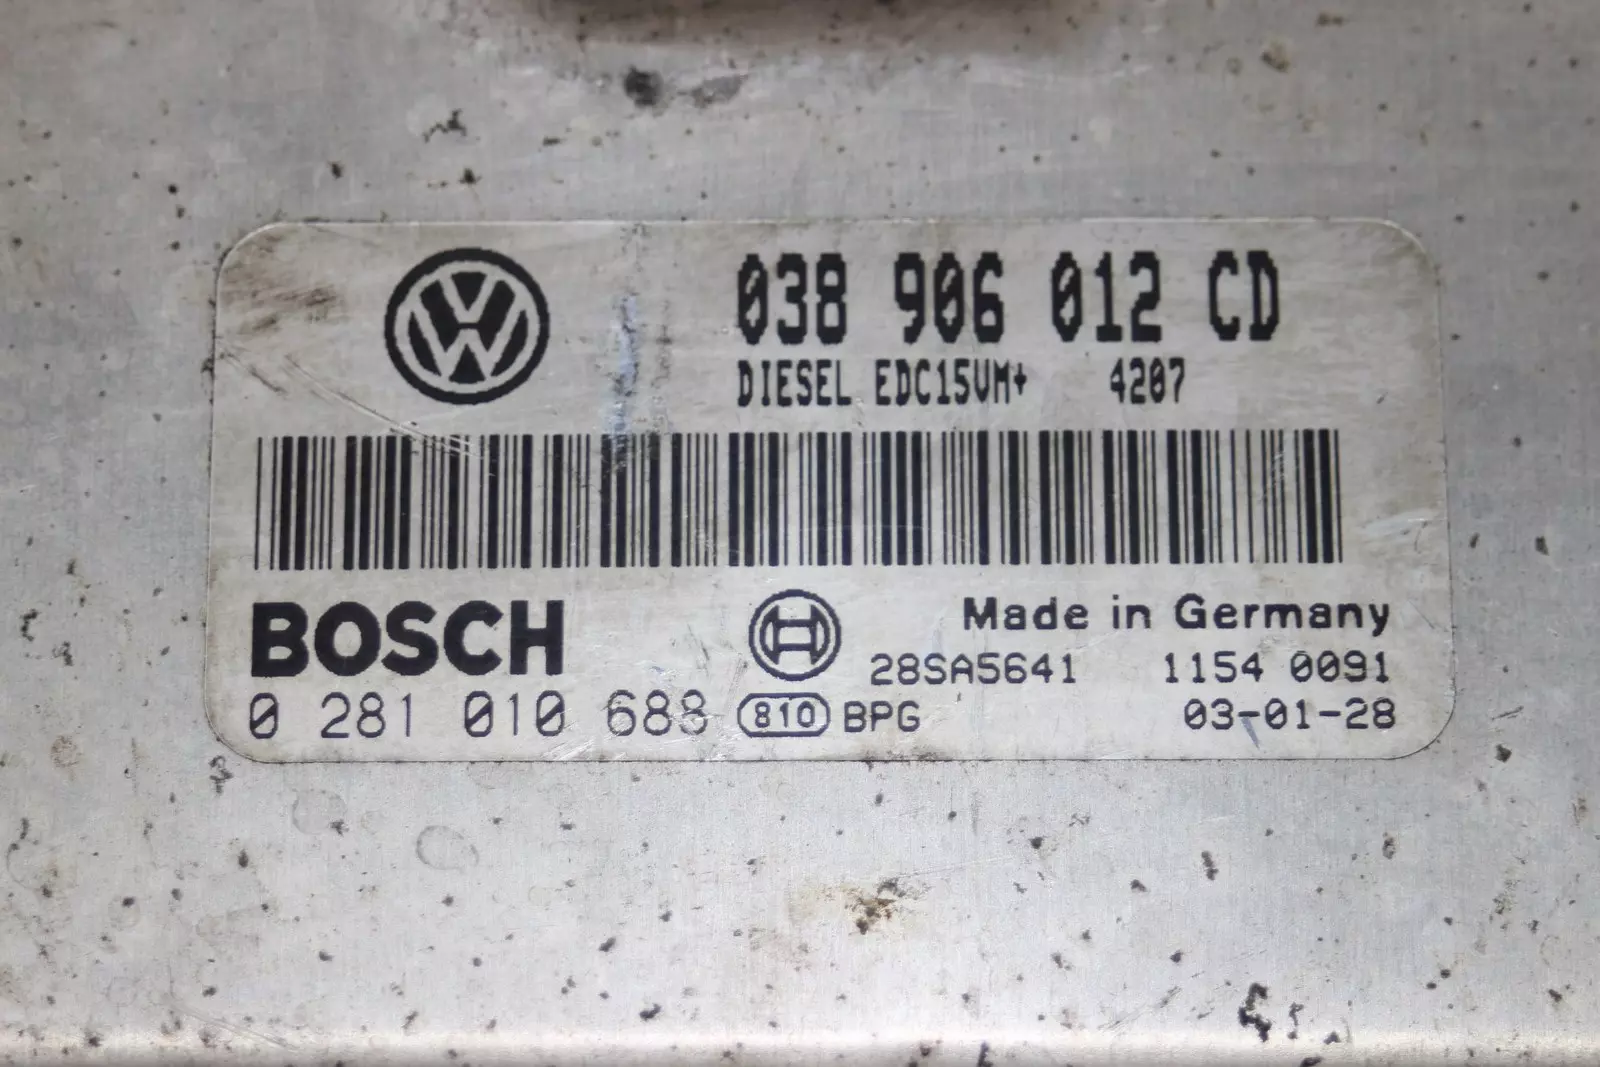 038 906 012 CD
DIESEL EDC15VM+ 4207
BOSCH
Made in Germany
28SA5641 1154 0091
0 281 010 688 810 BPG 03-01-28